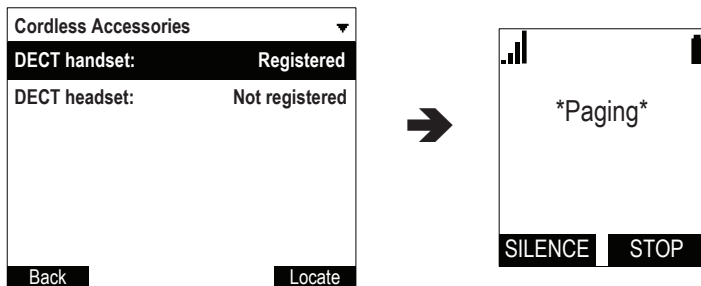 Cordless Accessories
DECT handset: Registered
DECT headset: Not registered
Back Locate
*Paging*
SILENCE STOP